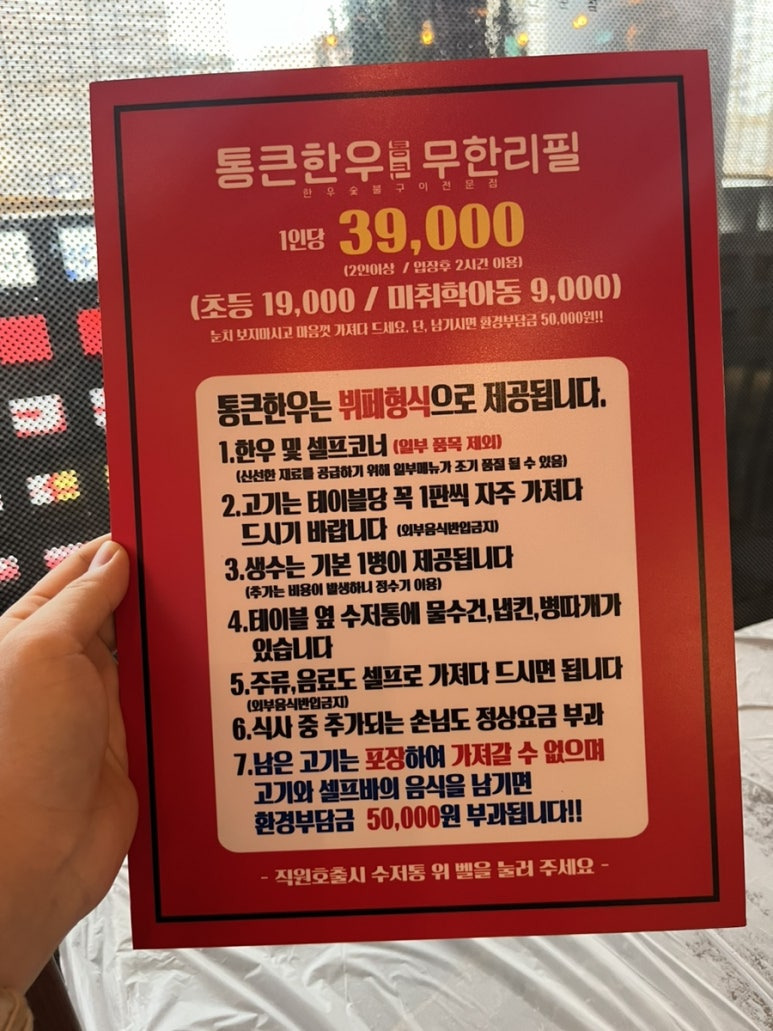 통큰한우 통큰 무한리필
한우숯불구이전문점
1인당 39,000
(2인이상 / 입장후 2시간 이용)
(초등 19,000 / 미취학아동 9,000)
눈치 보지마시고 마음껏 가져다 드세요. 단, 남기시면 환경부담금 50,000원!!
통큰한우는 뷔페형식으로 제공됩니다.
1.한우 및 셀프코너 (일부 품목 제외)
(신선한 재료를 공급하기 위해 일부메뉴가 조기 품절 될 수 있음)
2.고기는 테이블당 꼭 1판씩 자주 가져다
드시기 바랍니다 (외부음식반입금지)
3.생수는 기본 1병이 제공됩니다
(추가는 비용이 발생하니 정수기 이용)
4.테이블 옆 수저통에 물수건,냅킨,병따개가
있습니다
5.주류,음료도 셀프로 가져다 드시면 됩니다
(외부음식반입금지)
6.식사 중 추가되는 손님도 정상요금 부과
7.남은 고기는 포장하여 가져갈 수 없으며
고기와 셀프바의 음식을 남기면
환경부담금 50,000원 부과됩니다!!
- 직원호출시 수저통 위 벨을 눌러 주세요 -